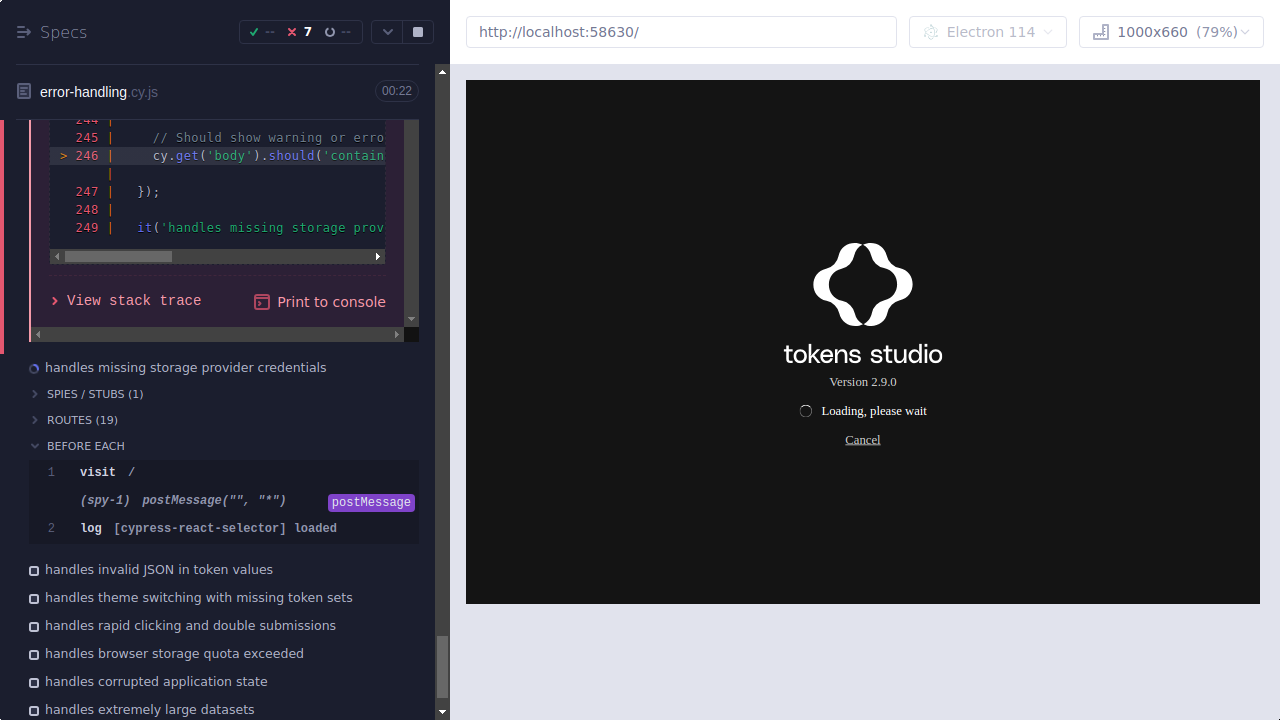 Specs
-- 7 --
error-handling.cy.js
00:22
244 |
245 | // Should show warning or erro
> 246 | cy.get('body').should('contain
|
247 | });
248 |
249 | it('handles missing storage prov
View stack trace
Print to console
handles missing storage provider credentials
SPIES / STUBS (1)
ROUTES (19)
BEFORE EACH
1 visit /
(spy-1) postMessage("", "*") postMessage
2 log [cypress-react-selector] loaded
handles invalid JSON in token values
handles theme switching with missing token sets
handles rapid clicking and double submissions
handles browser storage quota exceeded
handles corrupted application state
handles extremely large datasets
http://localhost:58630/
Electron 114
1000x660 (79%)
tokens studio
Version 2.9.0
Loading, please wait
Cancel